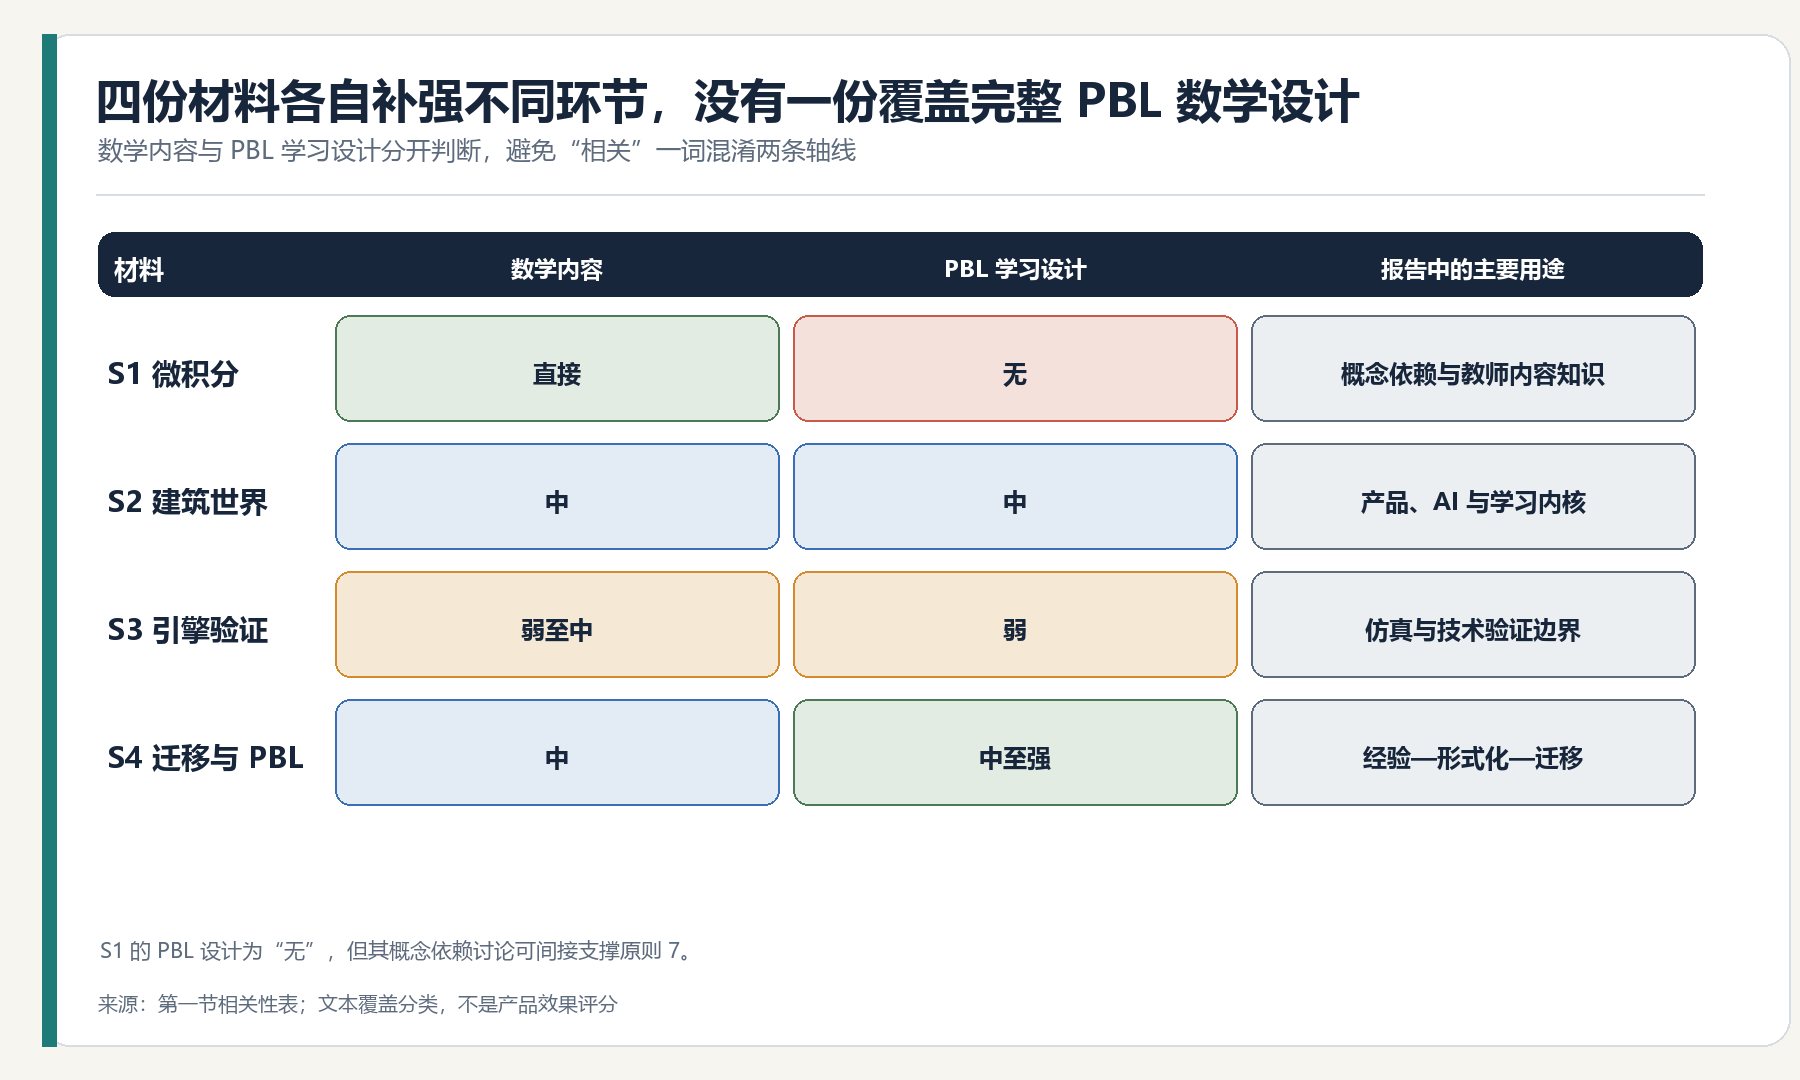 四份材料各自补强不同环节，没有一份覆盖完整 PBL 数学设计
数学内容与 PBL 学习设计分开判断，避免“相关”一词混淆两条轴线
材料 数学内容 PBL 学习设计 报告中的主要用途
S1 微积分 直接 无 概念依赖与教师内容知识
S2 建筑世界 中 中 产品、AI 与学习内核
S3 引擎验证 弱至中 弱 仿真与技术验证边界
S4 迁移与 PBL 中 中至强 经验—形式化—迁移
S1 的 PBL 设计为“无”，但其概念依赖讨论可间接支撑原则 7。
来源：第一节相关性表；文本覆盖分类，不是产品效果评分